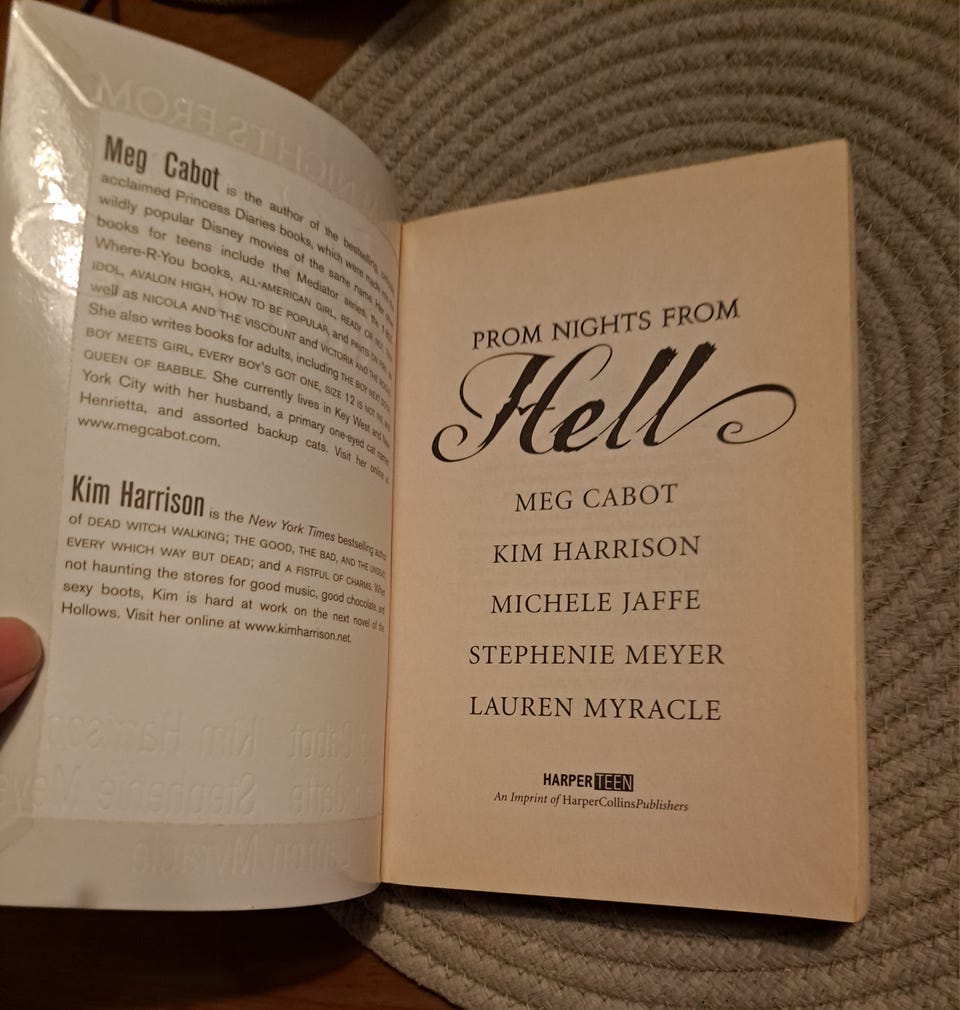 Meg Cabot is the author of the bestselling,
acclaimed Princess Diaries books, which were made into
wildly popular Disney movies of the same name. Her other
books for teens include the Mediator series, the
Where-R-You books, ALL-AMERICAN GIRL, READY OR NOT, TEEN
IDOL, AVALON HIGH, HOW TO BE POPULAR, and PANTS ON FIRE, as
well as NICOLA AND THE VISCOUNT and VICTORIA AND THE ROGUE.
She also writes books for adults, including THE BOY NEXT DOOR,
BOY MEETS GIRL, EVERY BOY'S GOT ONE, SIZE 12 IS NOT FAT, and
QUEEN OF BABBLE. She currently lives in Key West and New
York City with her husband, a primary one-eyed cat named
Henrietta, and assorted backup cats. Visit her online at
www.megcabot.com.
Kim Harrison is the New York Times bestselling author
of DEAD WITCH WALKING; THE GOOD, THE BAD, AND THE UNDEAD;
EVERY WHICH WAY BUT DEAD; and A FISTFUL OF CHARMS. When
not haunting the stores for good music, good chocolate, and
sexy boots, Kim is hard at work on the next novel of the
Hollows. Visit her online at www.kimharrison.net.
PROM NIGHTS FROM
Hell
MEG CABOT
KIM HARRISON
MICHELE JAFFE
STEPHENIE MEYER
LAUREN MYRACLE
HARPER TEEN
An Imprint of HarperCollinsPublishers